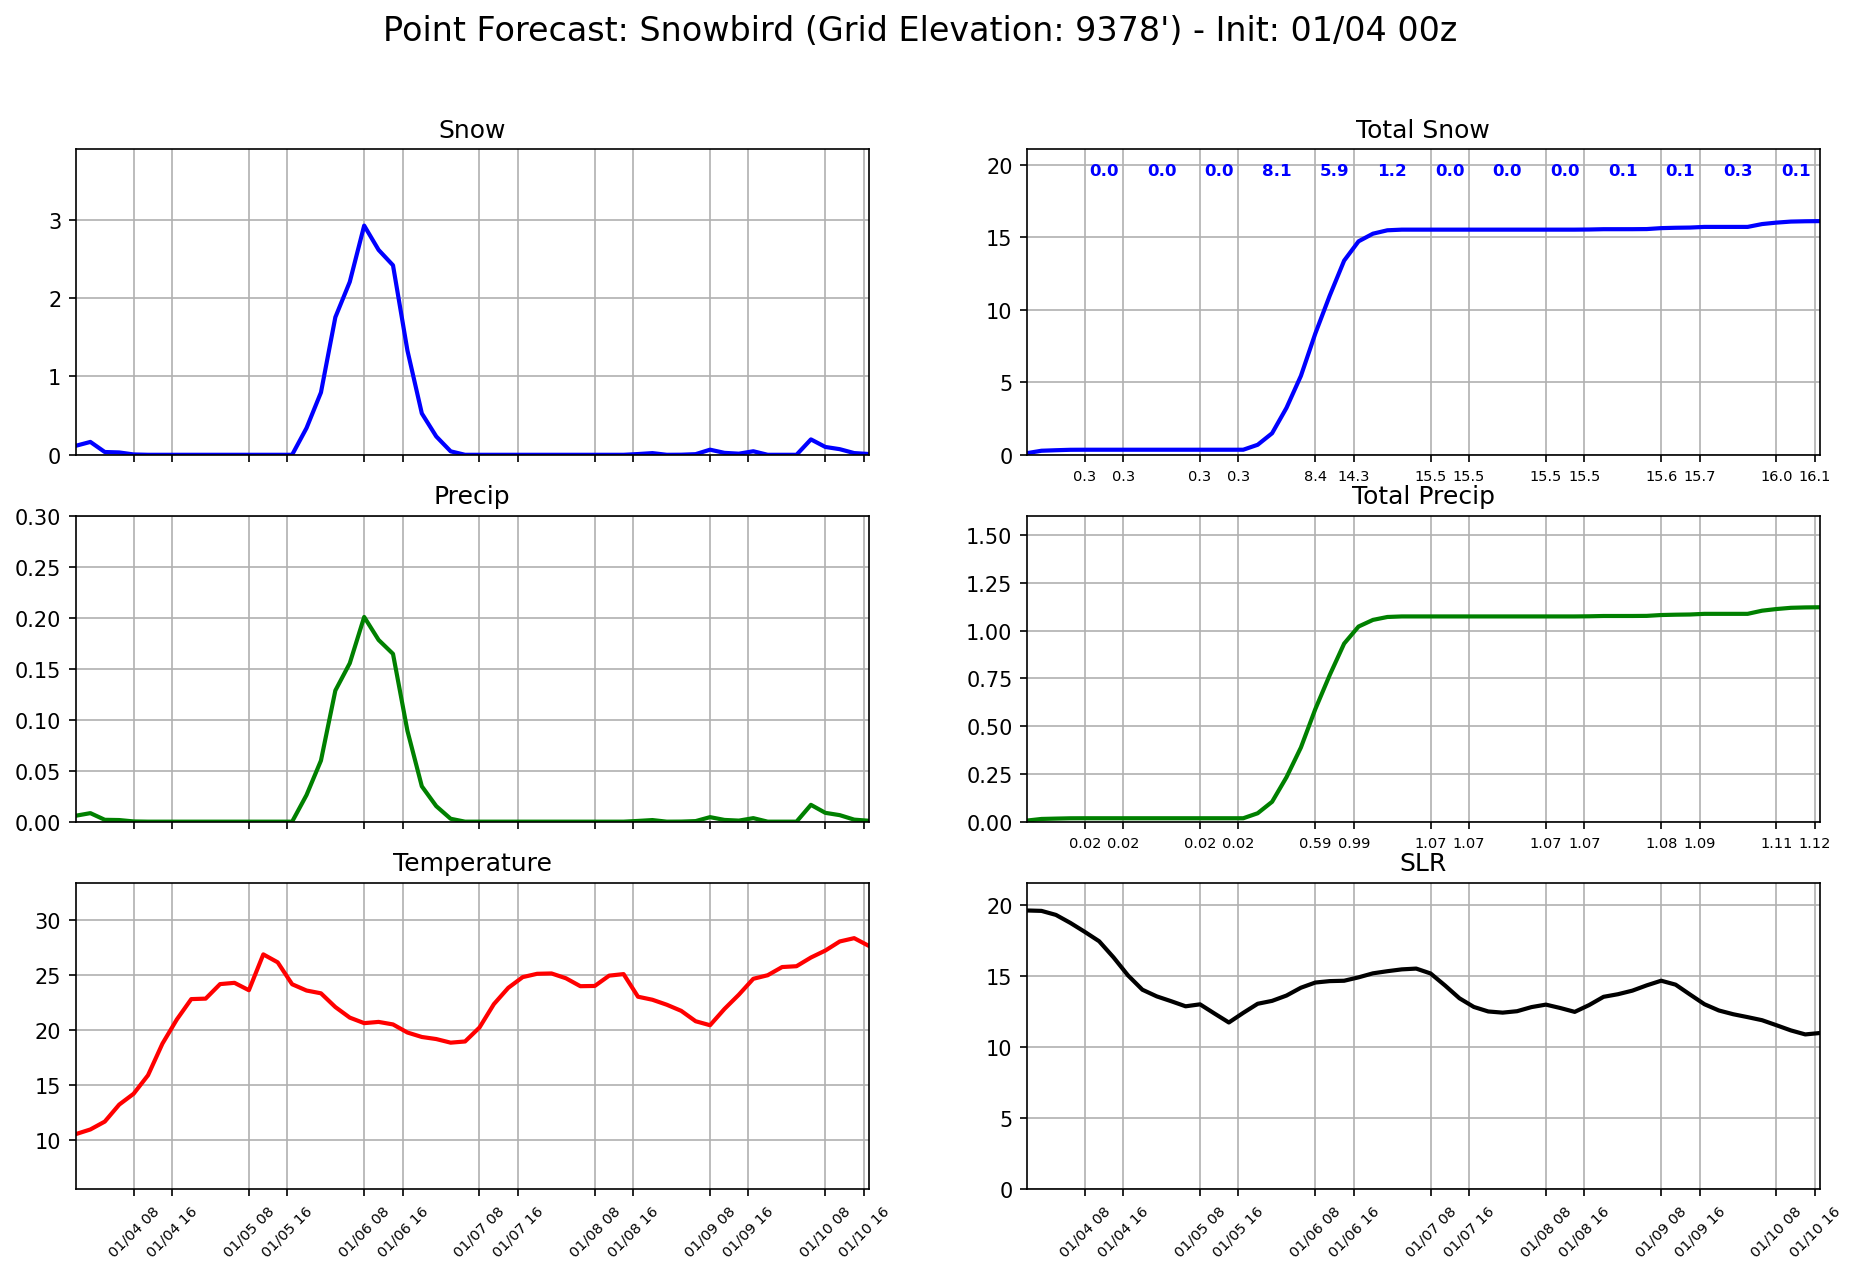 Point Forecast: Snowbird (Grid Elevation: 9378') - Init: 01/04 00z
Snow
3
2
1
0
Total Snow
20
15
10
5
0
0.0 0.0 0.0 8.1 5.9 1.2 0.0 0.0 0.0 0.1 0.1 0.3 0.1
0.3 0.3 0.3 0.3 8.4 14.3 15.5 15.5 15.5 15.5 15.6 15.7 16.0 16.1
Precip
0.30
0.25
0.20
0.15
0.10
0.05
0.00
Total Precip
1.50
1.25
1.00
0.75
0.50
0.25
0.00
0.02 0.02 0.02 0.02 0.59 0.99 1.07 1.07 1.07 1.07 1.08 1.09 1.11 1.12
Temperature
30
25
20
15
10
01/04 08 01/04 16 01/05 08 01/05 16 01/06 08 01/06 16 01/07 08 01/07 16 01/08 08 01/08 16 01/09 08 01/09 16 01/10 08 01/10 16
SLR
20
15
10
5
0
01/04 08 01/04 16 01/05 08 01/05 16 01/06 08 01/06 16 01/07 08 01/07 16 01/08 08 01/08 16 01/09 08 01/09 16 01/10 08 01/10 16